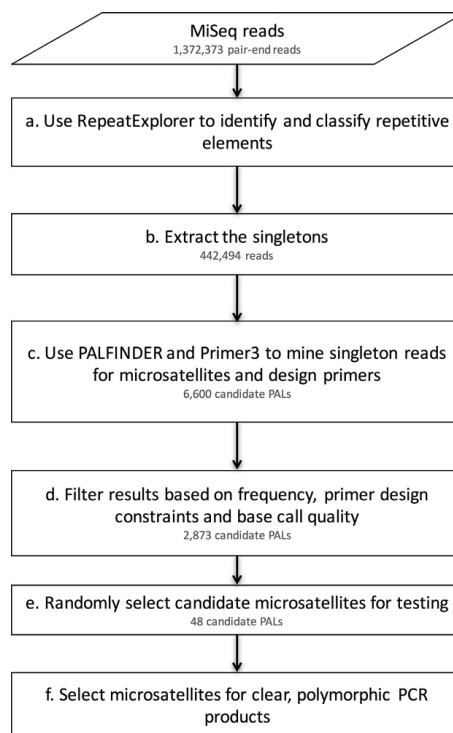 MiSeq reads
1,372,373 pair-end reads
a. Use RepeatExplorer to identify and classify repetitive
elements
b. Extract the singletons
442,494 reads
c. Use PALFINDER and Primer3 to mine singleton reads
for microsatellites and design primers
6,600 candidate PALs
d. Filter results based on frequency, primer design
constraints and base call quality
2,873 candidate PALs
e. Randomly select candidate microsatellites for testing
48 candidate PALs
f. Select microsatellites for clear, polymorphic PCR
products